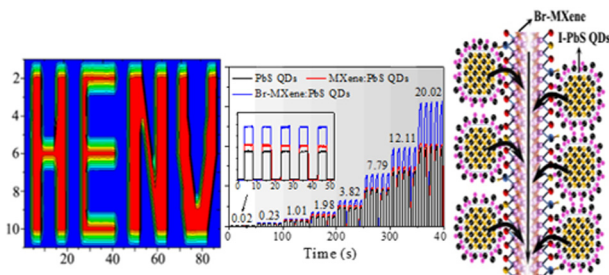 HENV
2
4
6
8
10
20 40 60 80
PbS QDs MXene:PbS QDs
Br-MXene:PbS QDs
20.02
12.11
7.79
3.82
1.98
1.01
0.23
0.02
0 10 20 30 40 50
0 100 200 300 400
Time (s)
Br-MXene
I-PbS QDs